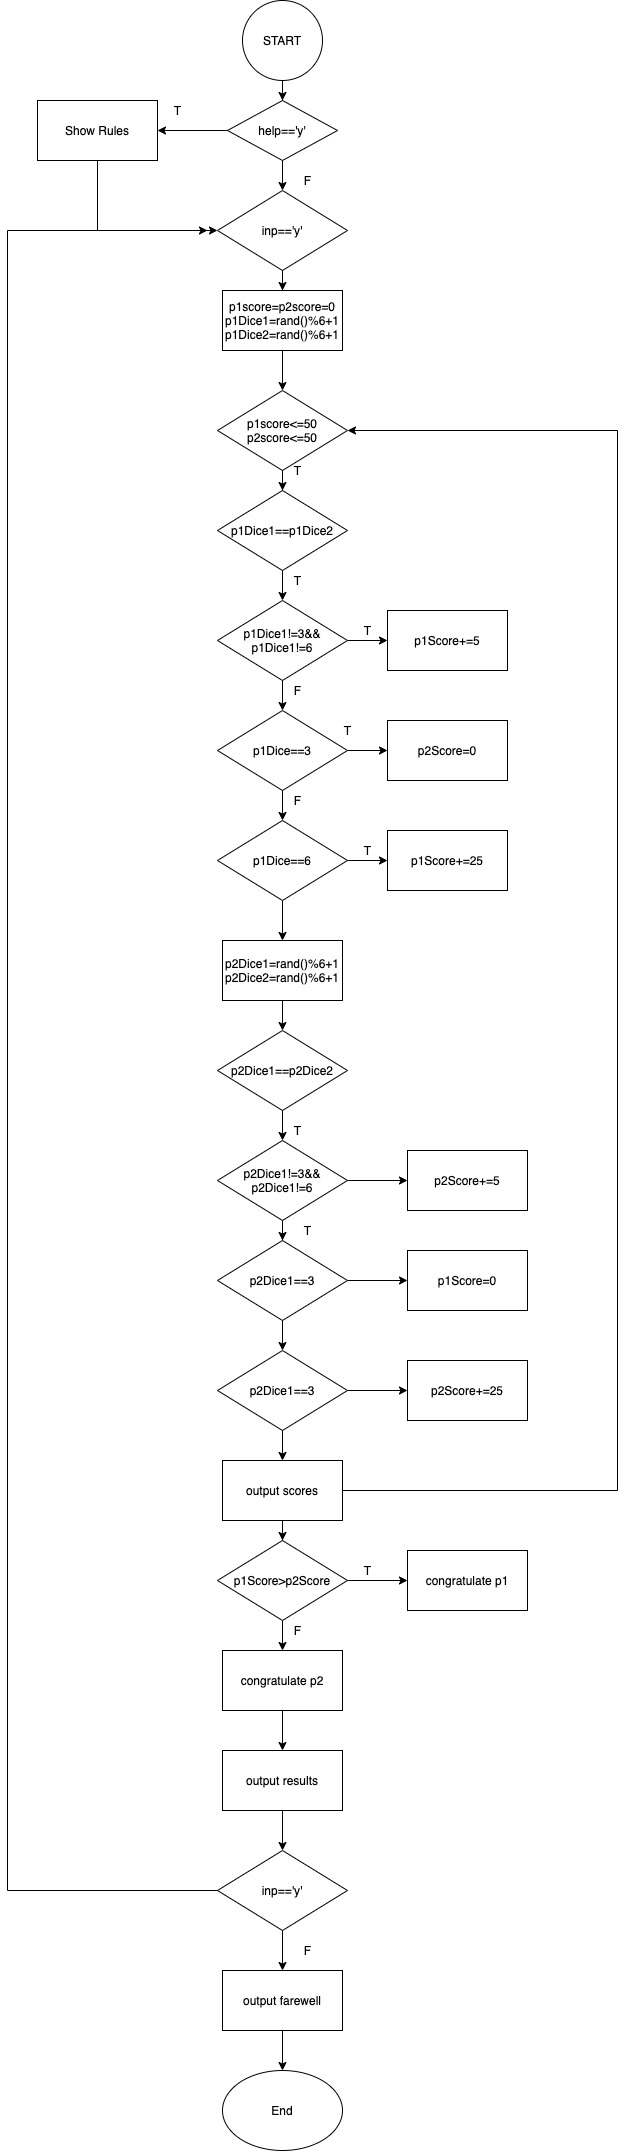 START
T
Show Rules
help=='y'
F
inp=='y'
p1score=p2score=0
p1Dice1=rand()%6+1
p1Dice2=rand()%6+1
p1score<=50
p2score<=50
T
p1Dice1==p1Dice2
T
p1Dice1!=3&&
p1Dice1!=6
T
p1Score+=5
F
p1Dice==3
T
p2Score=0
F
p1Dice==6
T
p1Score+=25
p2Dice1=rand()%6+1
p2Dice2=rand()%6+1
p2Dice1==p2Dice2
T
p2Dice1!=3&&
p2Dice1!=6
p2Score+=5
T
p2Dice1==3
p1Score=0
p2Dice1==3
p2Score+=25
output scores
p1Score>p2Score
T
congratulate p1
F
congratulate p2
output results
inp=='y'
F
output farewell
End